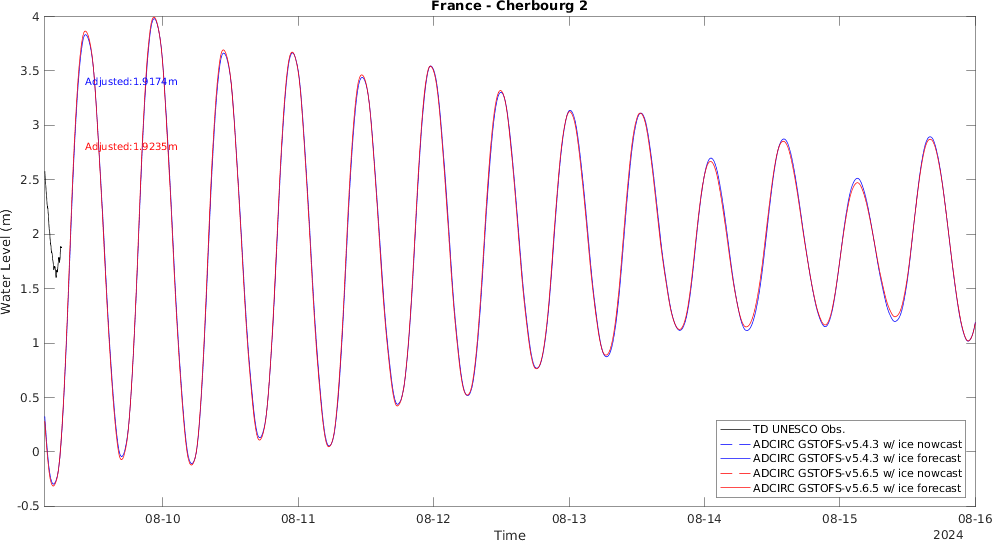 France - Cherbourg 2
4
3.5
3
2.5
2
1.5
1
0.5
0
-0.5
Water Level (m)
Adjusted:1.9174m
Adjusted:1.9235m
TD UNESCO Obs.
ADCIRC GSTOFS-v5.4.3 w/ ice nowcast
ADCIRC GSTOFS-v5.4.3 w/ ice forecast
ADCIRC GSTOFS-v5.6.5 w/ ice nowcast
ADCIRC GSTOFS-v5.6.5 w/ ice forecast
08-10 08-11 08-12 08-13 08-14 08-15 08-16
Time
2024